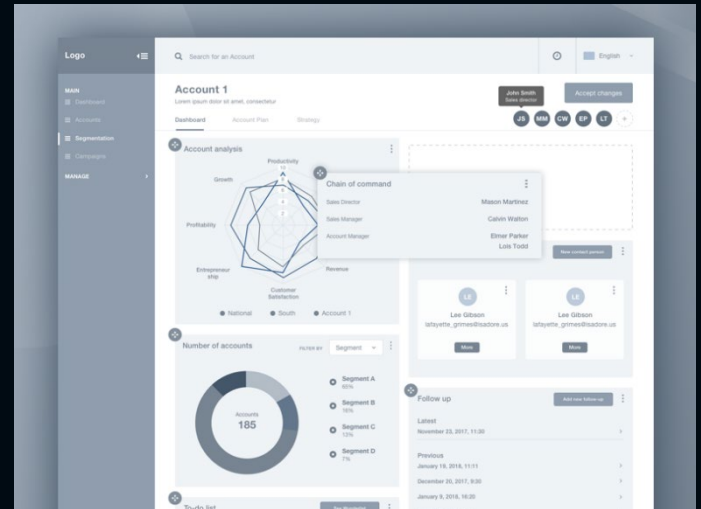 Logo
Search for an Account
English
MAIN
Dashboard
Accounts
Segmentation
Campaigns
MANAGE
Account 1
Lorem ipsum dolor sit amet, consectetur
John Smith
Sales director
Accept changes
Dashboard
Account Plan
Strategy
JS
MM
CW
EP
LT
+
Account analysis
Productivity
Growth
Profitability
Entrepreneur
ship
Customer
Satisfaction
Revenue
National
South
Account 1
Chain of command
Sales Director
Mason Martinez
Sales Manager
Calvin Walton
Account Manager
Elmer Parker
Lois Todd
New contact person
LE
Lee Gibson
lafayette_grimes@isadore.us
More
LE
Lee Gibson
lafayette_grimes@isadore.us
More
Number of accounts
FILTER BY
Segment
Accounts
185
Segment A
65%
Segment B
16%
Segment C
13%
Segment D
7%
Follow up
Add new follow-up
Latest
November 23, 2017, 11:00
Previous
January 19, 2018, 11:11
December 20, 2017, 9:20
January 9, 2018, 16:20
To-do list